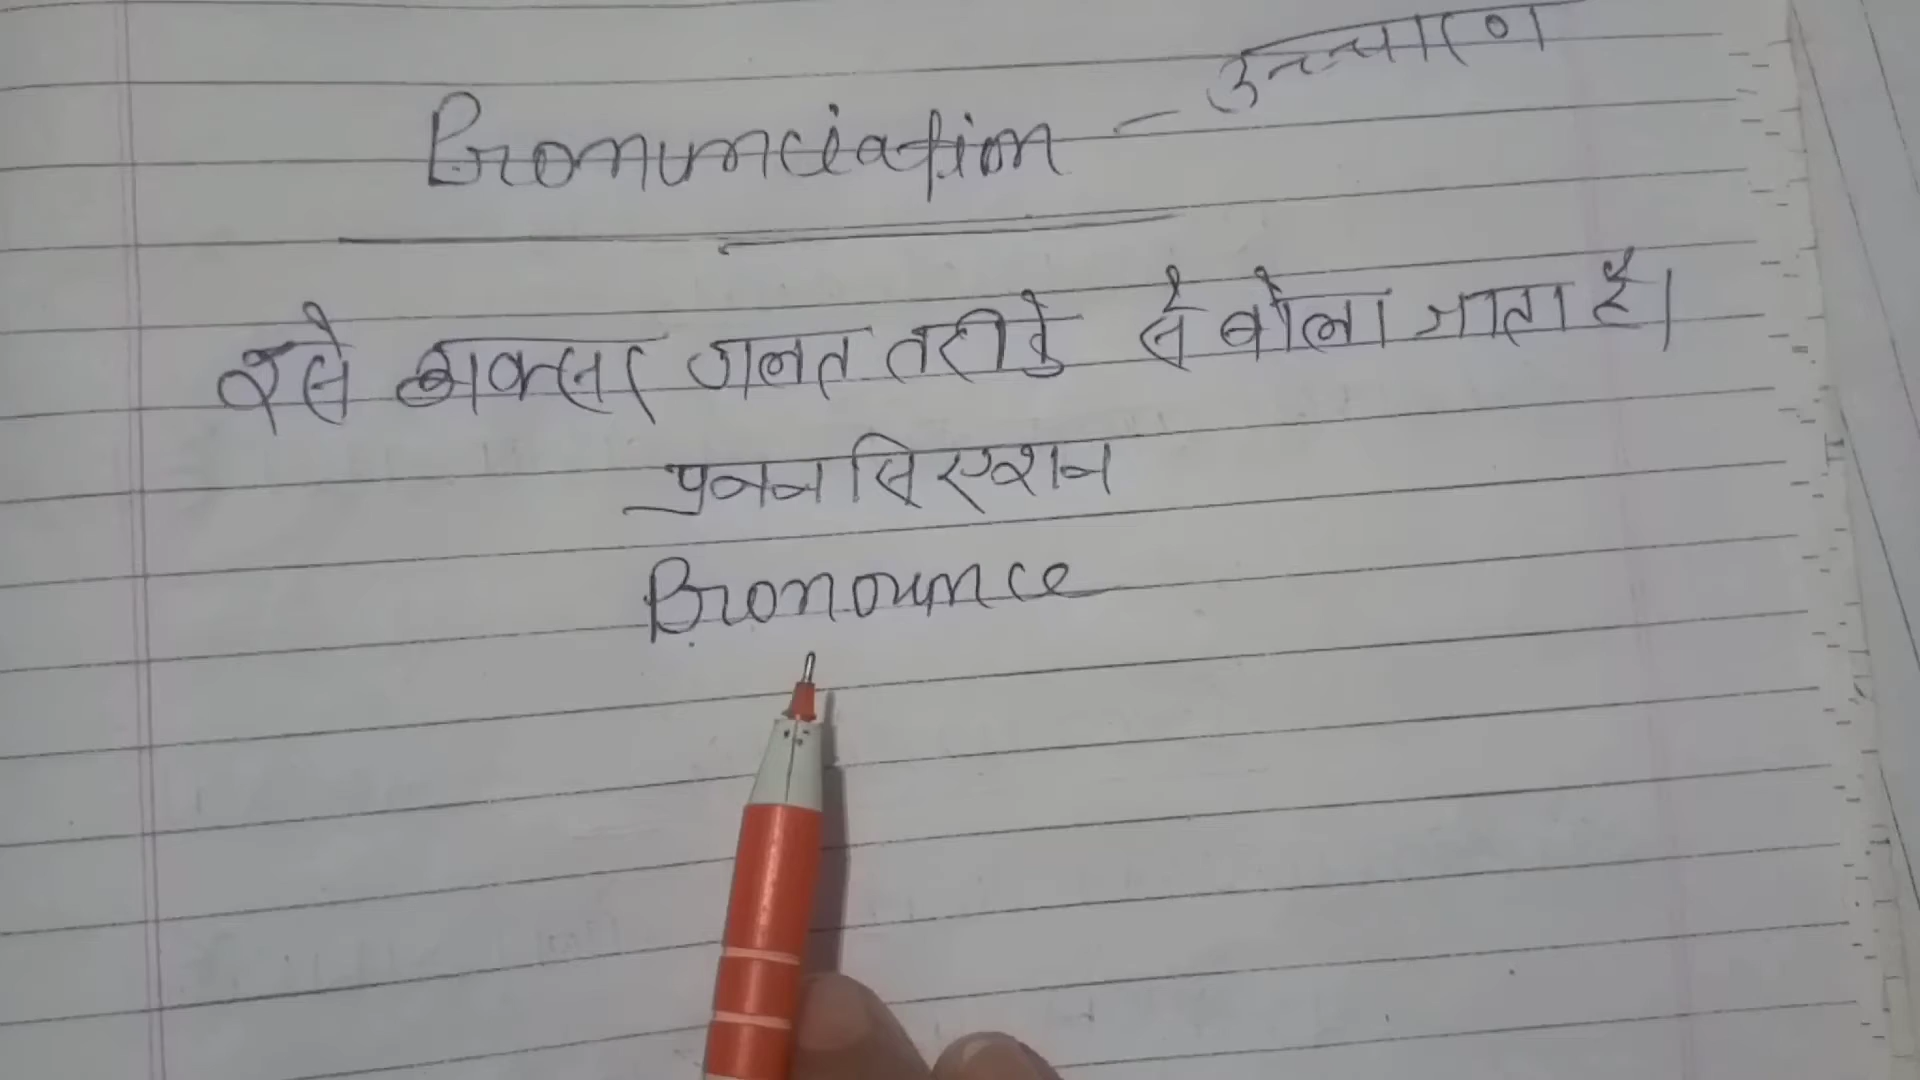 Pronunciation - उच्चारण
इसे अक्सर गलत तरीके से बोला जाता है।
प्रननसिएशन
Pronounce